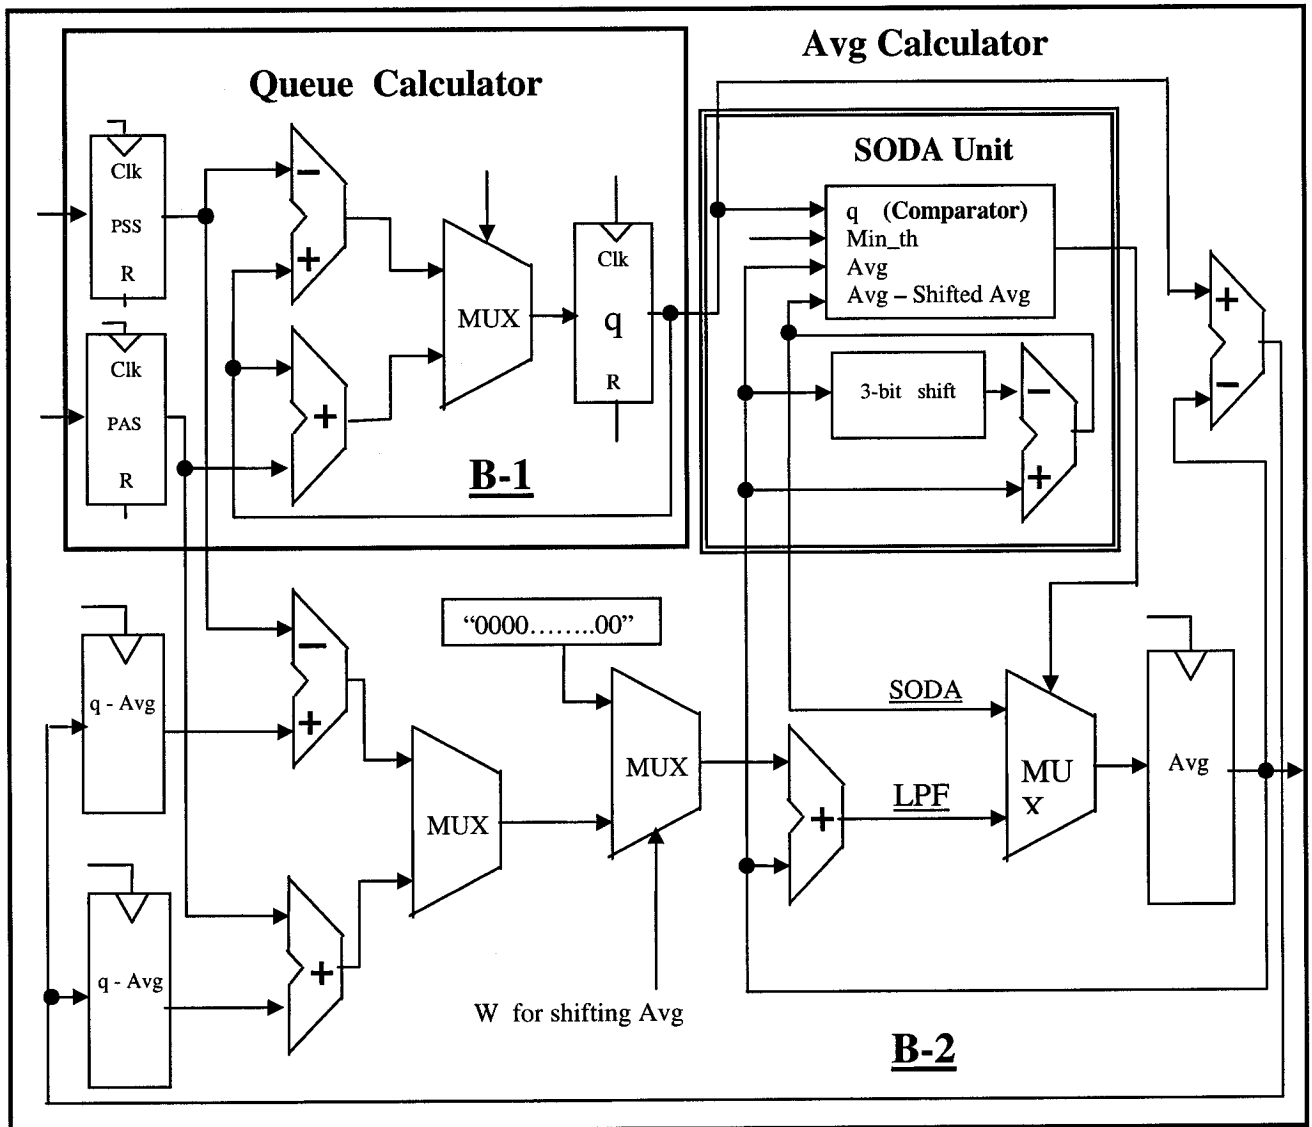 Avg Calculator
Queue Calculator
Clk
PSS
R
Clk
PAS
R
−
+
+
MUX
Clk
q
R
B-1
SODA Unit
q (Comparator)
Min_th
Avg
Avg – Shifted Avg
3-bit shift
−
+
+
−
q - Avg
−
+
“0000........00”
MUX
MUX
q - Avg
+
W for shifting Avg
+
SODA
LPF
MU
X
Avg
B-2